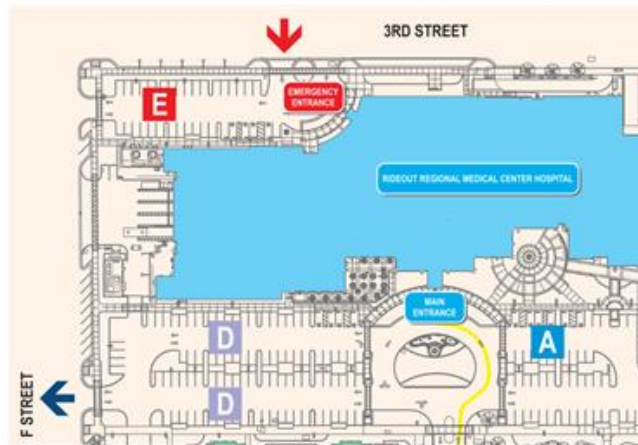 3RD STREET
EMERGENCY
ENTRANCE
E
RIDEOUT REGIONAL MEDICAL CENTER HOSPITAL
MAIN
ENTRANCE
D
A
D
F STREET